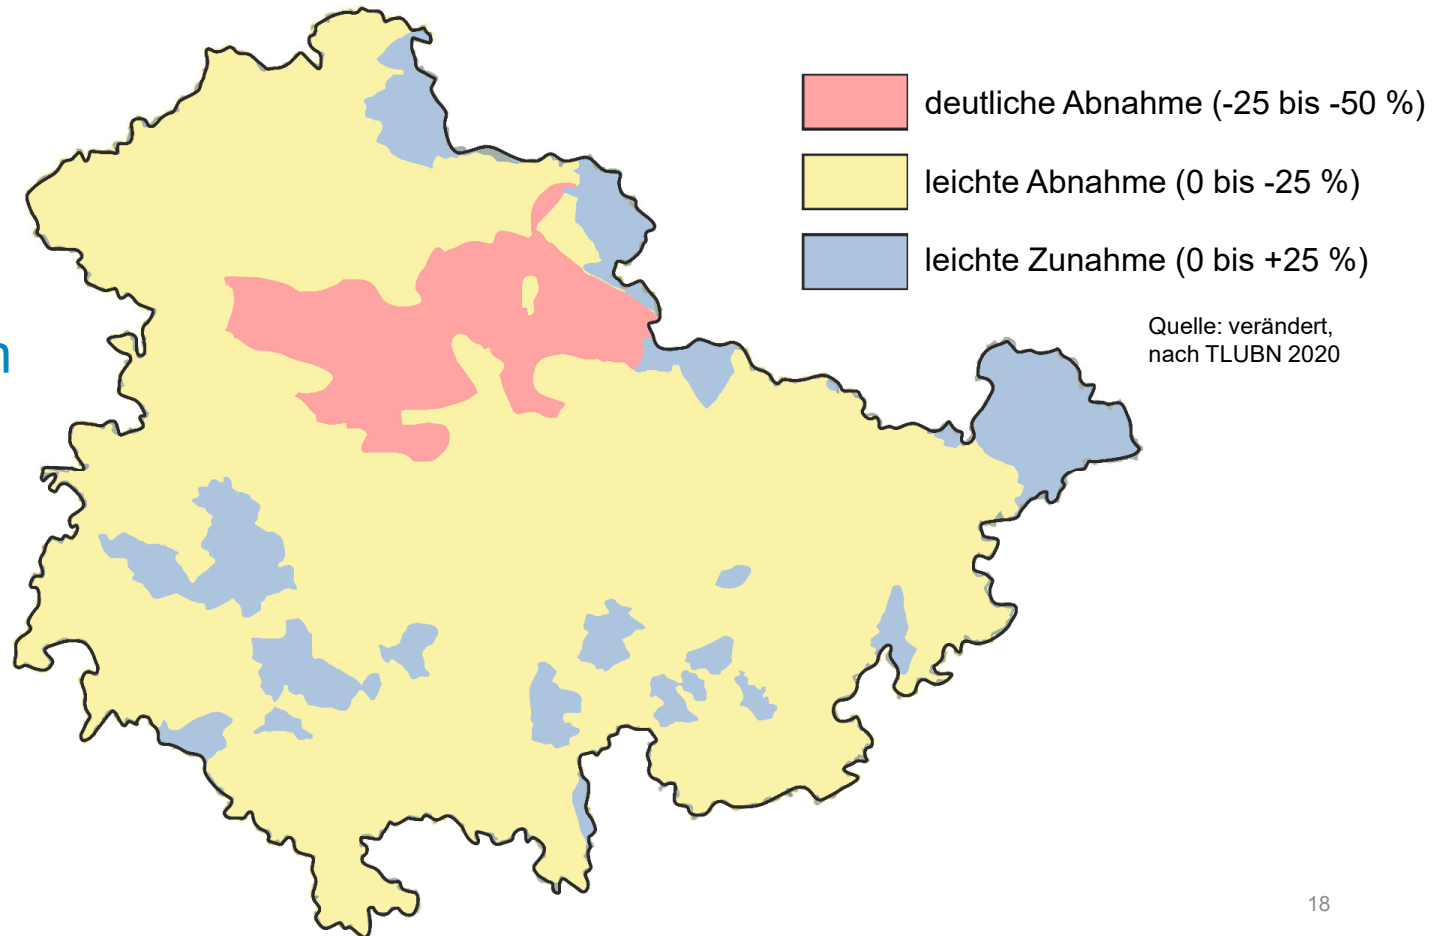 deutliche Abnahme (-25 bis -50 %)
leichte Abnahme (0 bis -25 %)
leichte Zunahme (0 bis +25 %)
Quelle: verändert,
nach TLUBN 2020
n
18